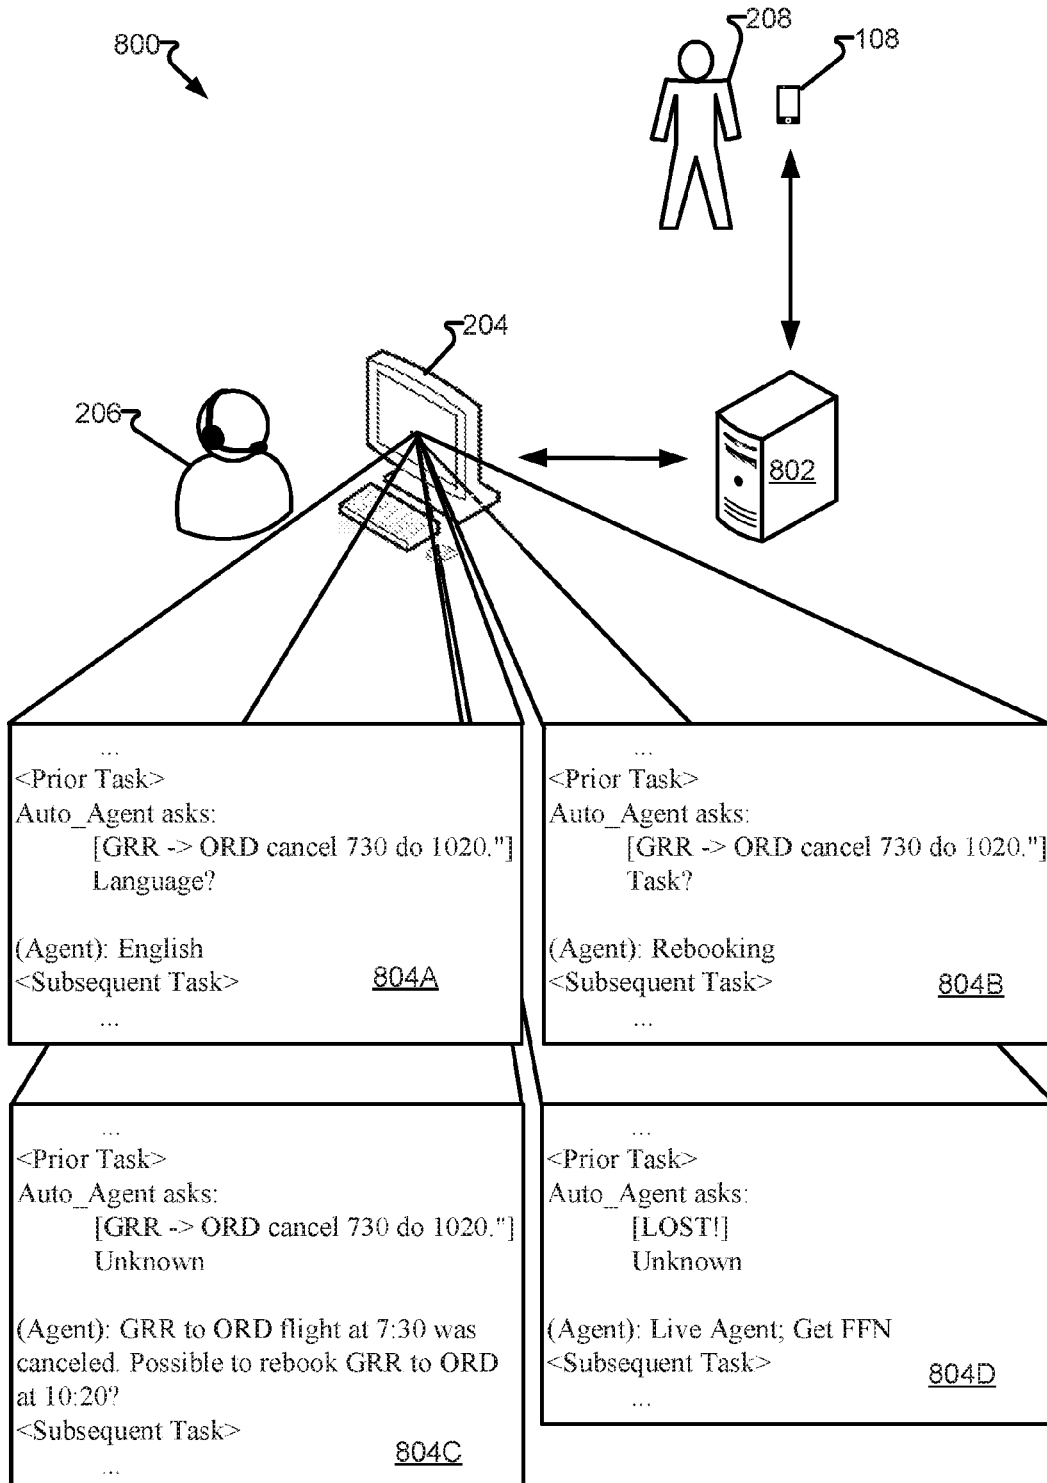 800
208
108
204
206
802
...
<Prior Task>
Auto_Agent asks:
[GRR -> ORD cancel 730 do 1020."]
Language?
(Agent): English
<Subsequent Task>
804A
...
...
<Prior Task>
Auto_Agent asks:
[GRR -> ORD cancel 730 do 1020."]
Task?
(Agent): Rebooking
<Subsequent Task>
804B
...
...
<Prior Task>
Auto_Agent asks:
[GRR -> ORD cancel 730 do 1020."]
Unknown
(Agent): GRR to ORD flight at 7:30 was
canceled. Possible to rebook GRR to ORD
at 10:20?
<Subsequent Task>
804C
...
...
<Prior Task>
Auto_Agent asks:
[LOST!]
Unknown
(Agent): Live Agent; Get FFN
<Subsequent Task>
804D
...